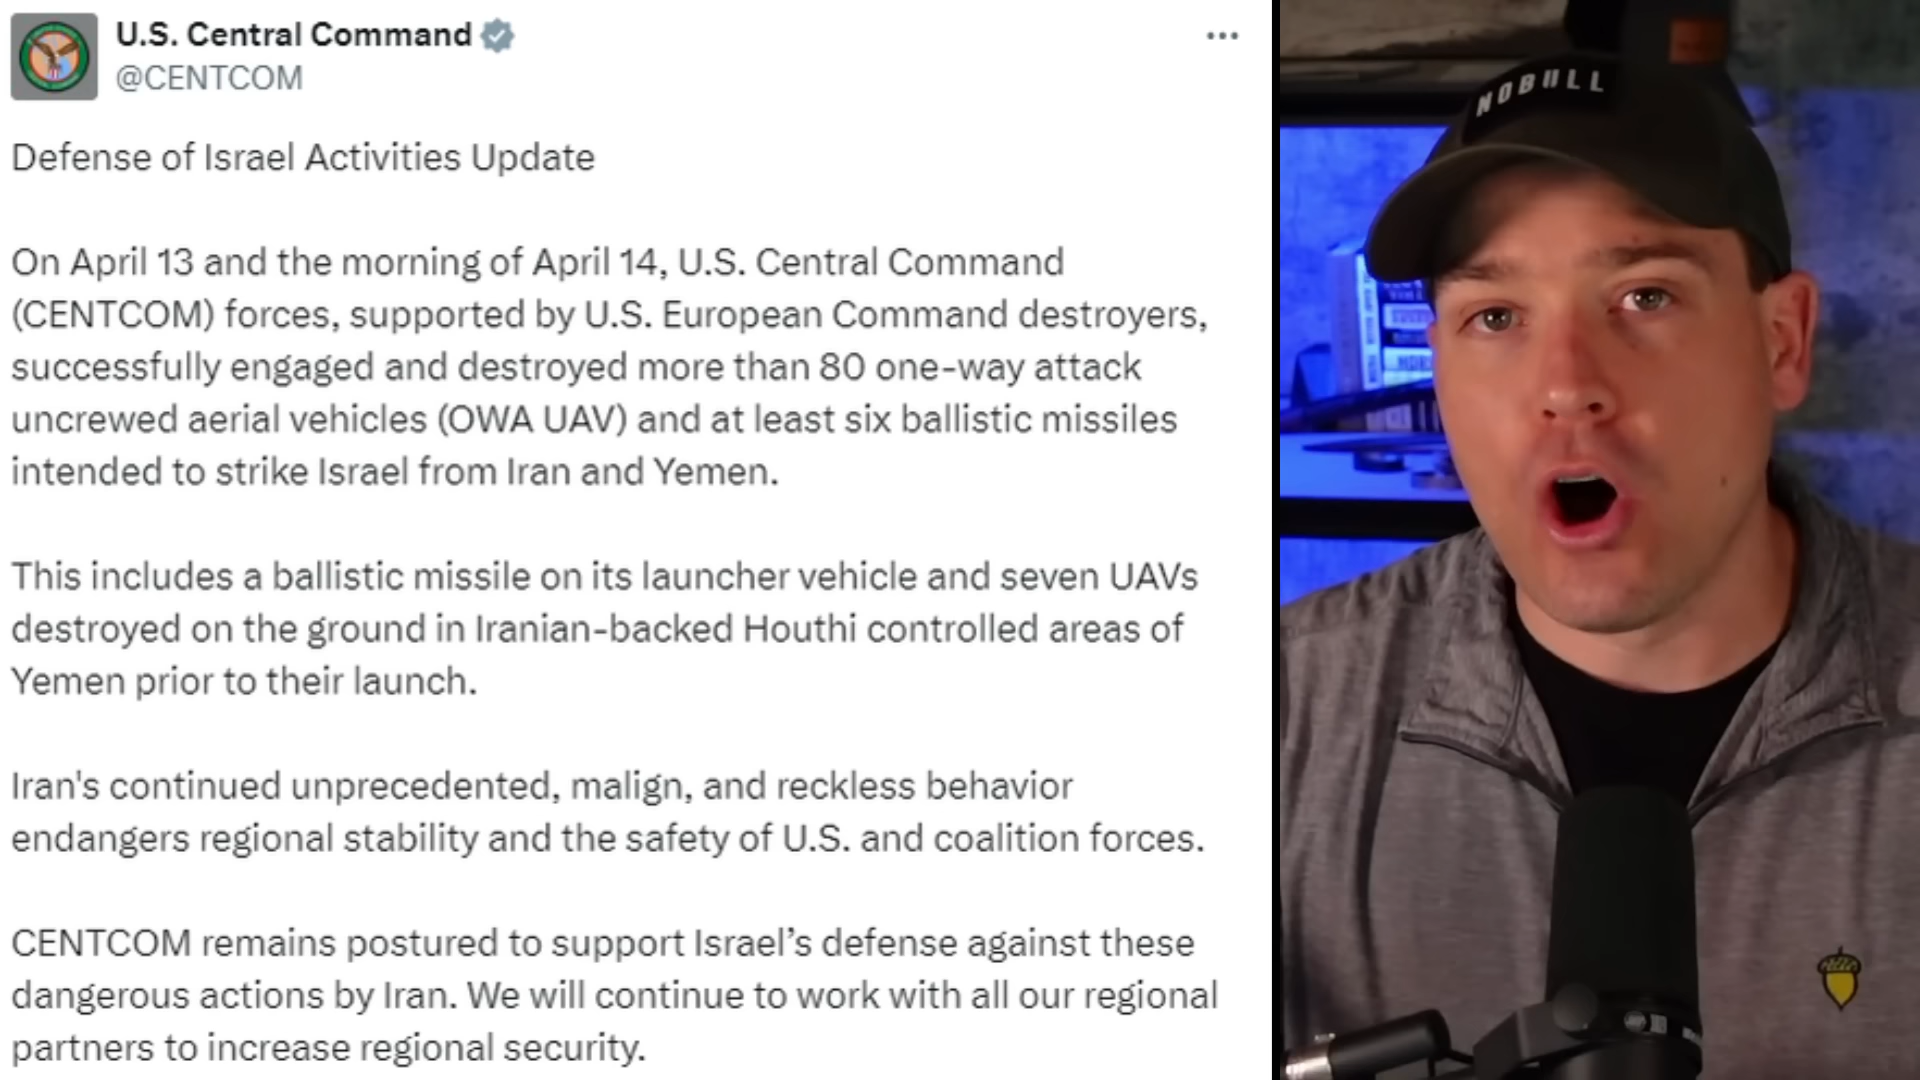 U.S. Central Command
@CENTCOM
Defense of Israel Activities Update
On April 13 and the morning of April 14, U.S. Central Command
(CENTCOM) forces, supported by U.S. European Command destroyers,
successfully engaged and destroyed more than 80 one-way attack
uncrewed aerial vehicles (OWA UAV) and at least six ballistic missiles
intended to strike Israel from Iran and Yemen.
This includes a ballistic missile on its launcher vehicle and seven UAVs
destroyed on the ground in Iranian-backed Houthi controlled areas of
Yemen prior to their launch.
Iran's continued unprecedented, malign, and reckless behavior
endangers regional stability and the safety of U.S. and coalition forces.
CENTCOM remains postured to support Israel’s defense against these
dangerous actions by Iran. We will continue to work with all our regional
partners to increase regional security.
NOBULL